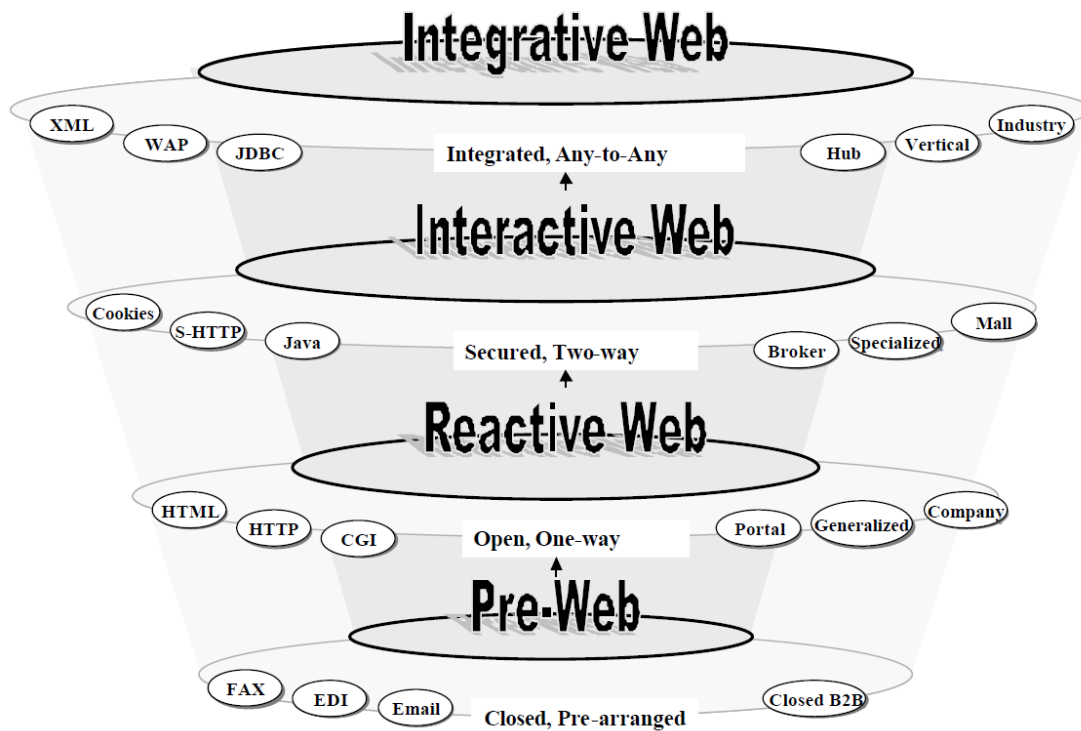 Integrative Web
XML
WAP
JDBC
Integrated, Any-to-Any
Hub
Vertical
Industry
Interactive Web
Cookies
S-HTTP
Java
Secured, Two-way
Broker
Specialized
Mall
Reactive Web
HTML
HTTP
CGI
Open, One-way
Portal
Generalized
Company
Pre-Web
FAX
EDI
Email
Closed, Pre-arranged
Closed B2B